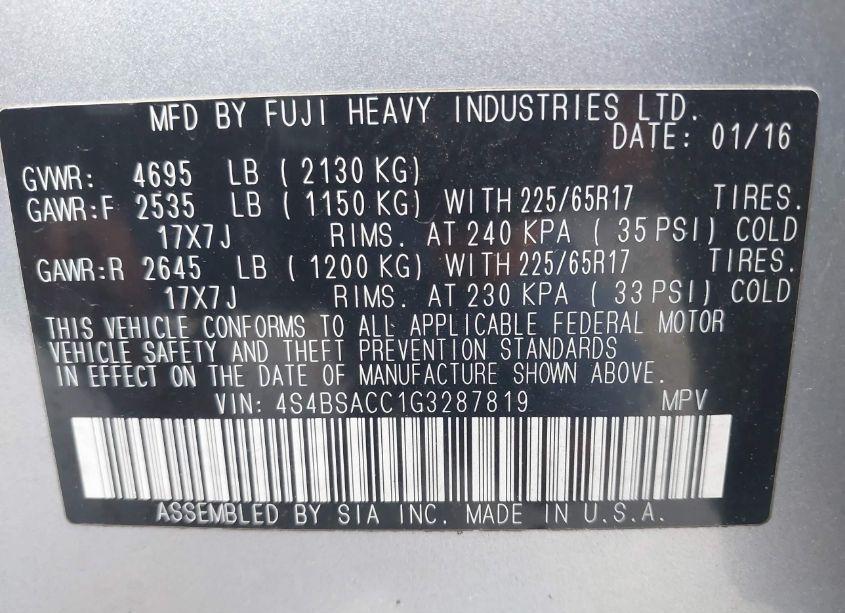 MFD BY FUJI HEAVY INDUSTRIES LTD.
DATE: 01/16
GVWR: 4695 LB ( 2130 KG)
GAWR:F 2535 LB ( 1150 KG) WITH 225/65R17 TIRES.
17X7J RIMS. AT 240 KPA ( 35 PSI) COLD
GAWR:R 2645 LB ( 1200 KG) WITH 225/65R17 TIRES.
17X7J RIMS. AT 230 KPA ( 33 PSI) COLD
THIS VEHICLE CONFORMS TO ALL APPLICABLE FEDERAL MOTOR
VEHICLE SAFETY AND THEFT PREVENTION STANDARDS
IN EFFECT ON THE DATE OF MANUFACTURE SHOWN ABOVE.
VIN: 4S4BSACC1G3287819 MPV
ASSEMBLED BY SIA INC. MADE IN U.S.A.